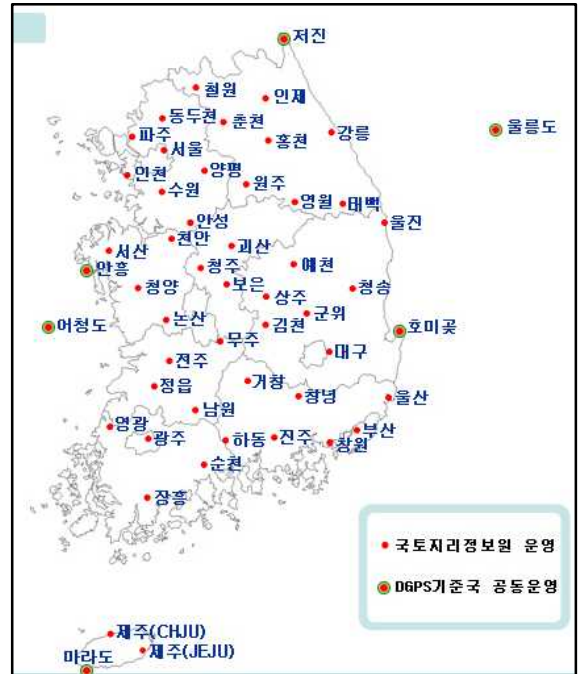 저진
철원
인제
동두천
춘천
강릉
울릉도
파주
홍천
서울
인천
양평
원주
수원
영월
태백
안성
울진
천안
서산
괴산
안흥
청주
예천
청양
보은
청송
상주
어청도
논산
군위
김천
호미곶
무주
대구
전주
정읍
거창
창녕
울산
남원
영광
광주
하동
진주
부산
창원
순천
장흥
국토지리정보원 운영
DGPS기준국 공동운영
제주(CHJU)
제주(JEJU)
마라도